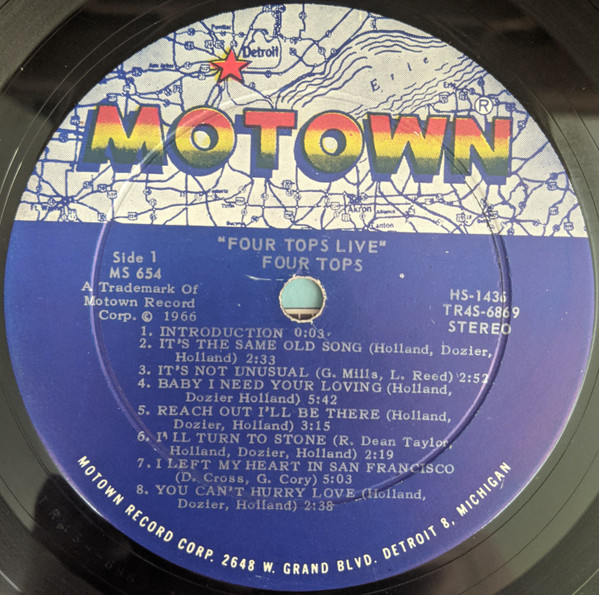 Detroit
Erie
MOTOWN®
Akron
Canton
"FOUR TOPS LIVE"
FOUR TOPS
Side 1
MS 654
A Trademark Of
Motown Record
Corp. © 1966
HS-1436
TR4S-6869
STEREO
1. INTRODUCTION 0:03
2. IT'S THE SAME OLD SONG (Holland, Dozier,
Holland) 2:33
3. IT'S NOT UNUSUAL (G. Mills, L. Reed) 2:52
4. BABY I NEED YOUR LOVING (Holland,
Dozier Holland) 5:42
5. REACH OUT I'LL BE THERE (Holland,
Dozier, Holland) 3:15
6. I'LL TURN TO STONE (R. Dean Taylor,
Holland, Dozier, Holland) 2:19
7. I LEFT MY HEART IN SAN FRANCISCO
(D. Cross, G. Cory) 5:03
8. YOU CAN'T HURRY LOVE (Holland,
Dozier, Holland) 2:38
MOTOWN RECORD CORP. 2648 W. GRAND BLVD. DETROIT 8, MICHIGAN